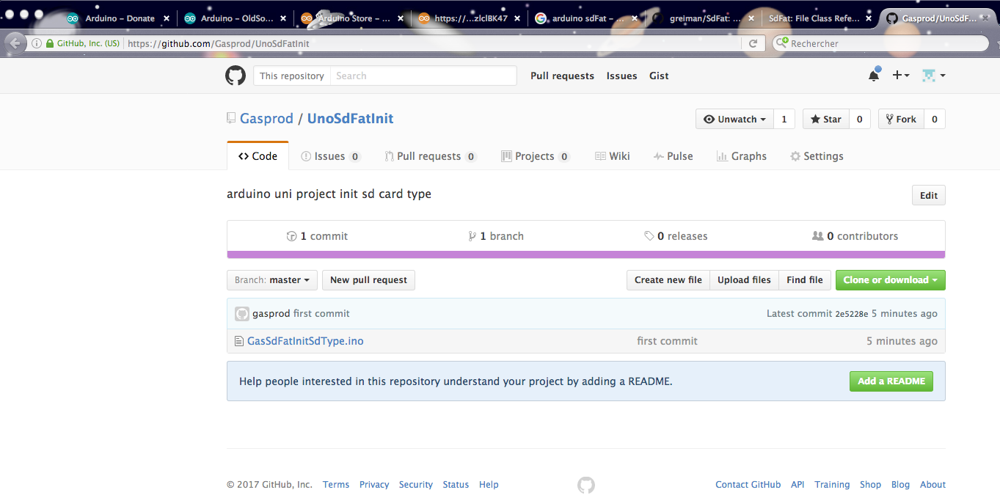 Arduino – Donate
Arduino – OldSo...
Arduino Store – ...
https://...zlclBK47
arduino sdFat – ...
greiman/SdFat: ...
SdFat: File Class Refe...
Gasprod/UnoSdF...
GitHub, Inc. (US)
https://github.com/Gasprod/UnoSdFatInit
Rechercher
This repository
Search
Pull requests
Issues
Gist
Gasprod / UnoSdFatInit
Unwatch
1
Star
0
Fork
0
Code
Issues 0
Pull requests 0
Projects 0
Wiki
Pulse
Graphs
Settings
arduino uni project init sd card type
Edit
1 commit
1 branch
0 releases
0 contributors
Branch: master
New pull request
Create new file
Upload files
Find file
Clone or download
gasprod first commit
Latest commit 2e5228e 5 minutes ago
GasSdFatInitSdType.ino
first commit
5 minutes ago
Help people interested in this repository understand your project by adding a README.
Add a README
© 2017 GitHub, Inc.
Terms
Privacy
Security
Status
Help
Contact GitHub
API
Training
Shop
Blog
About